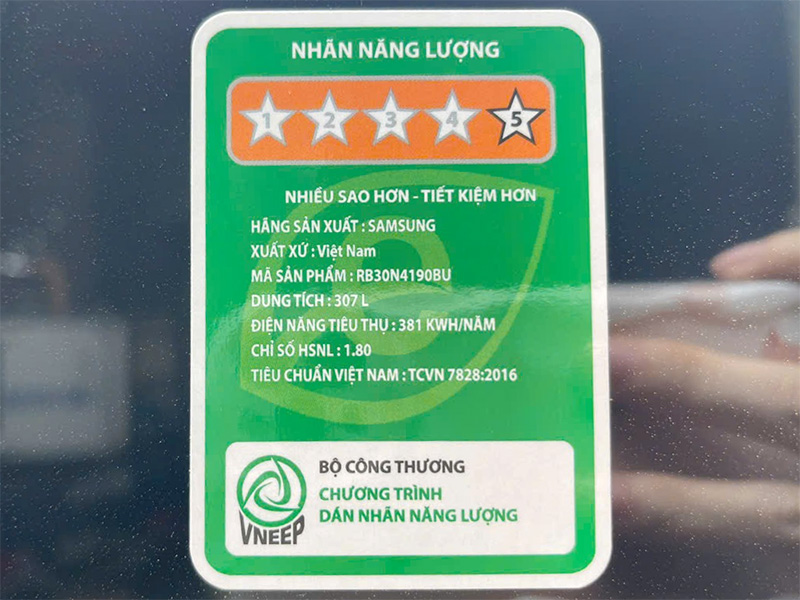 NHÃN NĂNG LƯỢNG
1 2 3 4 5
NHIỀU SAO HƠN - TIẾT KIỆM HƠN
HÃNG SẢN XUẤT : SAMSUNG
XUẤT XỨ : Việt Nam
MÃ SẢN PHẨM : RB30N4190BU
DUNG TÍCH : 307 L
ĐIỆN NĂNG TIÊU THỤ : 381 KWH/NĂM
CHỈ SỐ HSNL : 1.80
TIÊU CHUẨN VIỆT NAM : TCVN 7828:2016
BỘ CÔNG THƯƠNG
CHƯƠNG TRÌNH
DÁN NHÃN NĂNG LƯỢNG
VNEEP